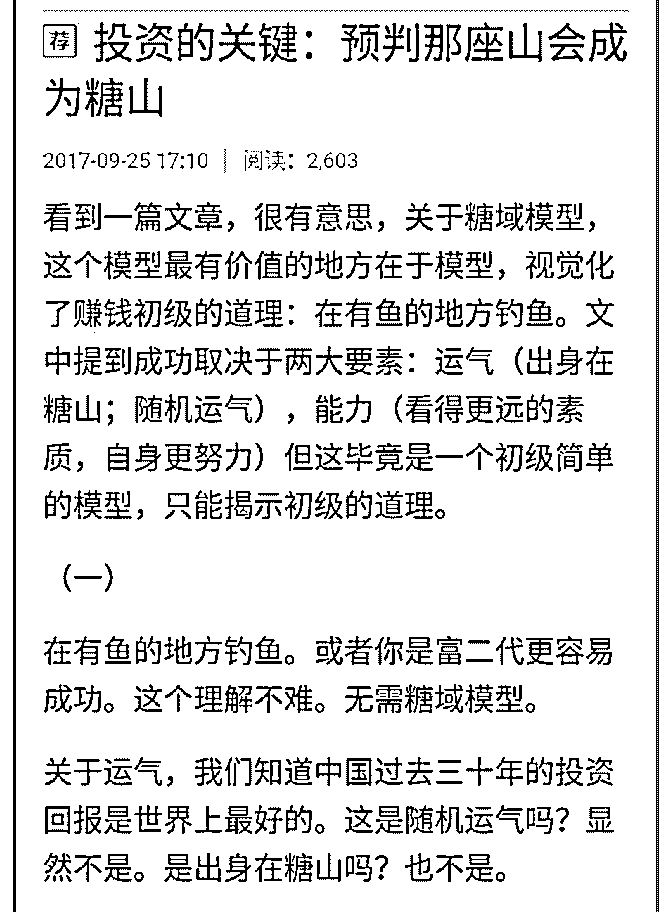 荐 投资的关键：预判那座山会成
为糖山
2017-09-25 17:10 | 阅读：2,603
看到一篇文章，很有意思，关于糖域模型，
这个模型最有价值的地方在于模型，视觉化
了赚钱初级的道理：在有鱼的地方钓鱼。文
中提到成功取决于两大要素：运气（出身在
糖山；随机运气），能力（看得更远的素
质，自身更努力）但这毕竟是一个初级简单
的模型，只能揭示初级的道理。
（一）
在有鱼的地方钓鱼。或者你是富二代更容易
成功。这个理解不难。无需糖域模型。
关于运气，我们知道中国过去三十年的投资
回报是世界上最好的。这是随机运气吗？显
然不是。是出身在糖山吗？也不是。